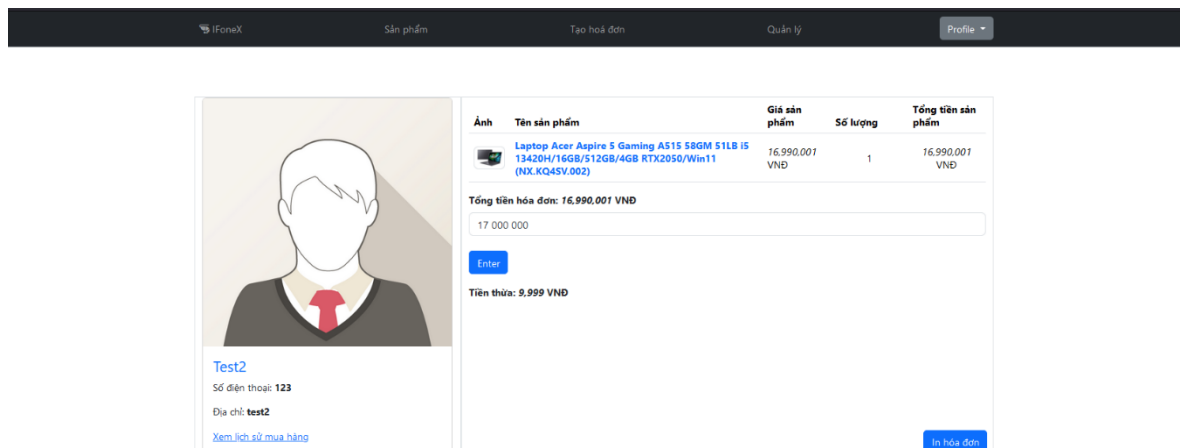 IFoneX Sản phẩm Tạo hoá đơn Quản lý Profile
Ảnh Tên sản phẩm Giá sản phẩm Số lượng Tổng tiền sản phẩm
Laptop Acer Aspire 5 Gaming A515 58GM 51LB i5
13420H/16GB/512GB/4GB RTX2050/Win11
(NX.KQ4SV.002)
16,990,001
VNĐ
1
16,990,001
VNĐ
Tổng tiền hóa đơn: 16,990,001 VNĐ
17 000 000
Enter
Tiền thừa: 9,999 VNĐ
Test2
Số điện thoại: 123
Địa chỉ: test2
Xem lịch sử mua hàng
In hóa đơn